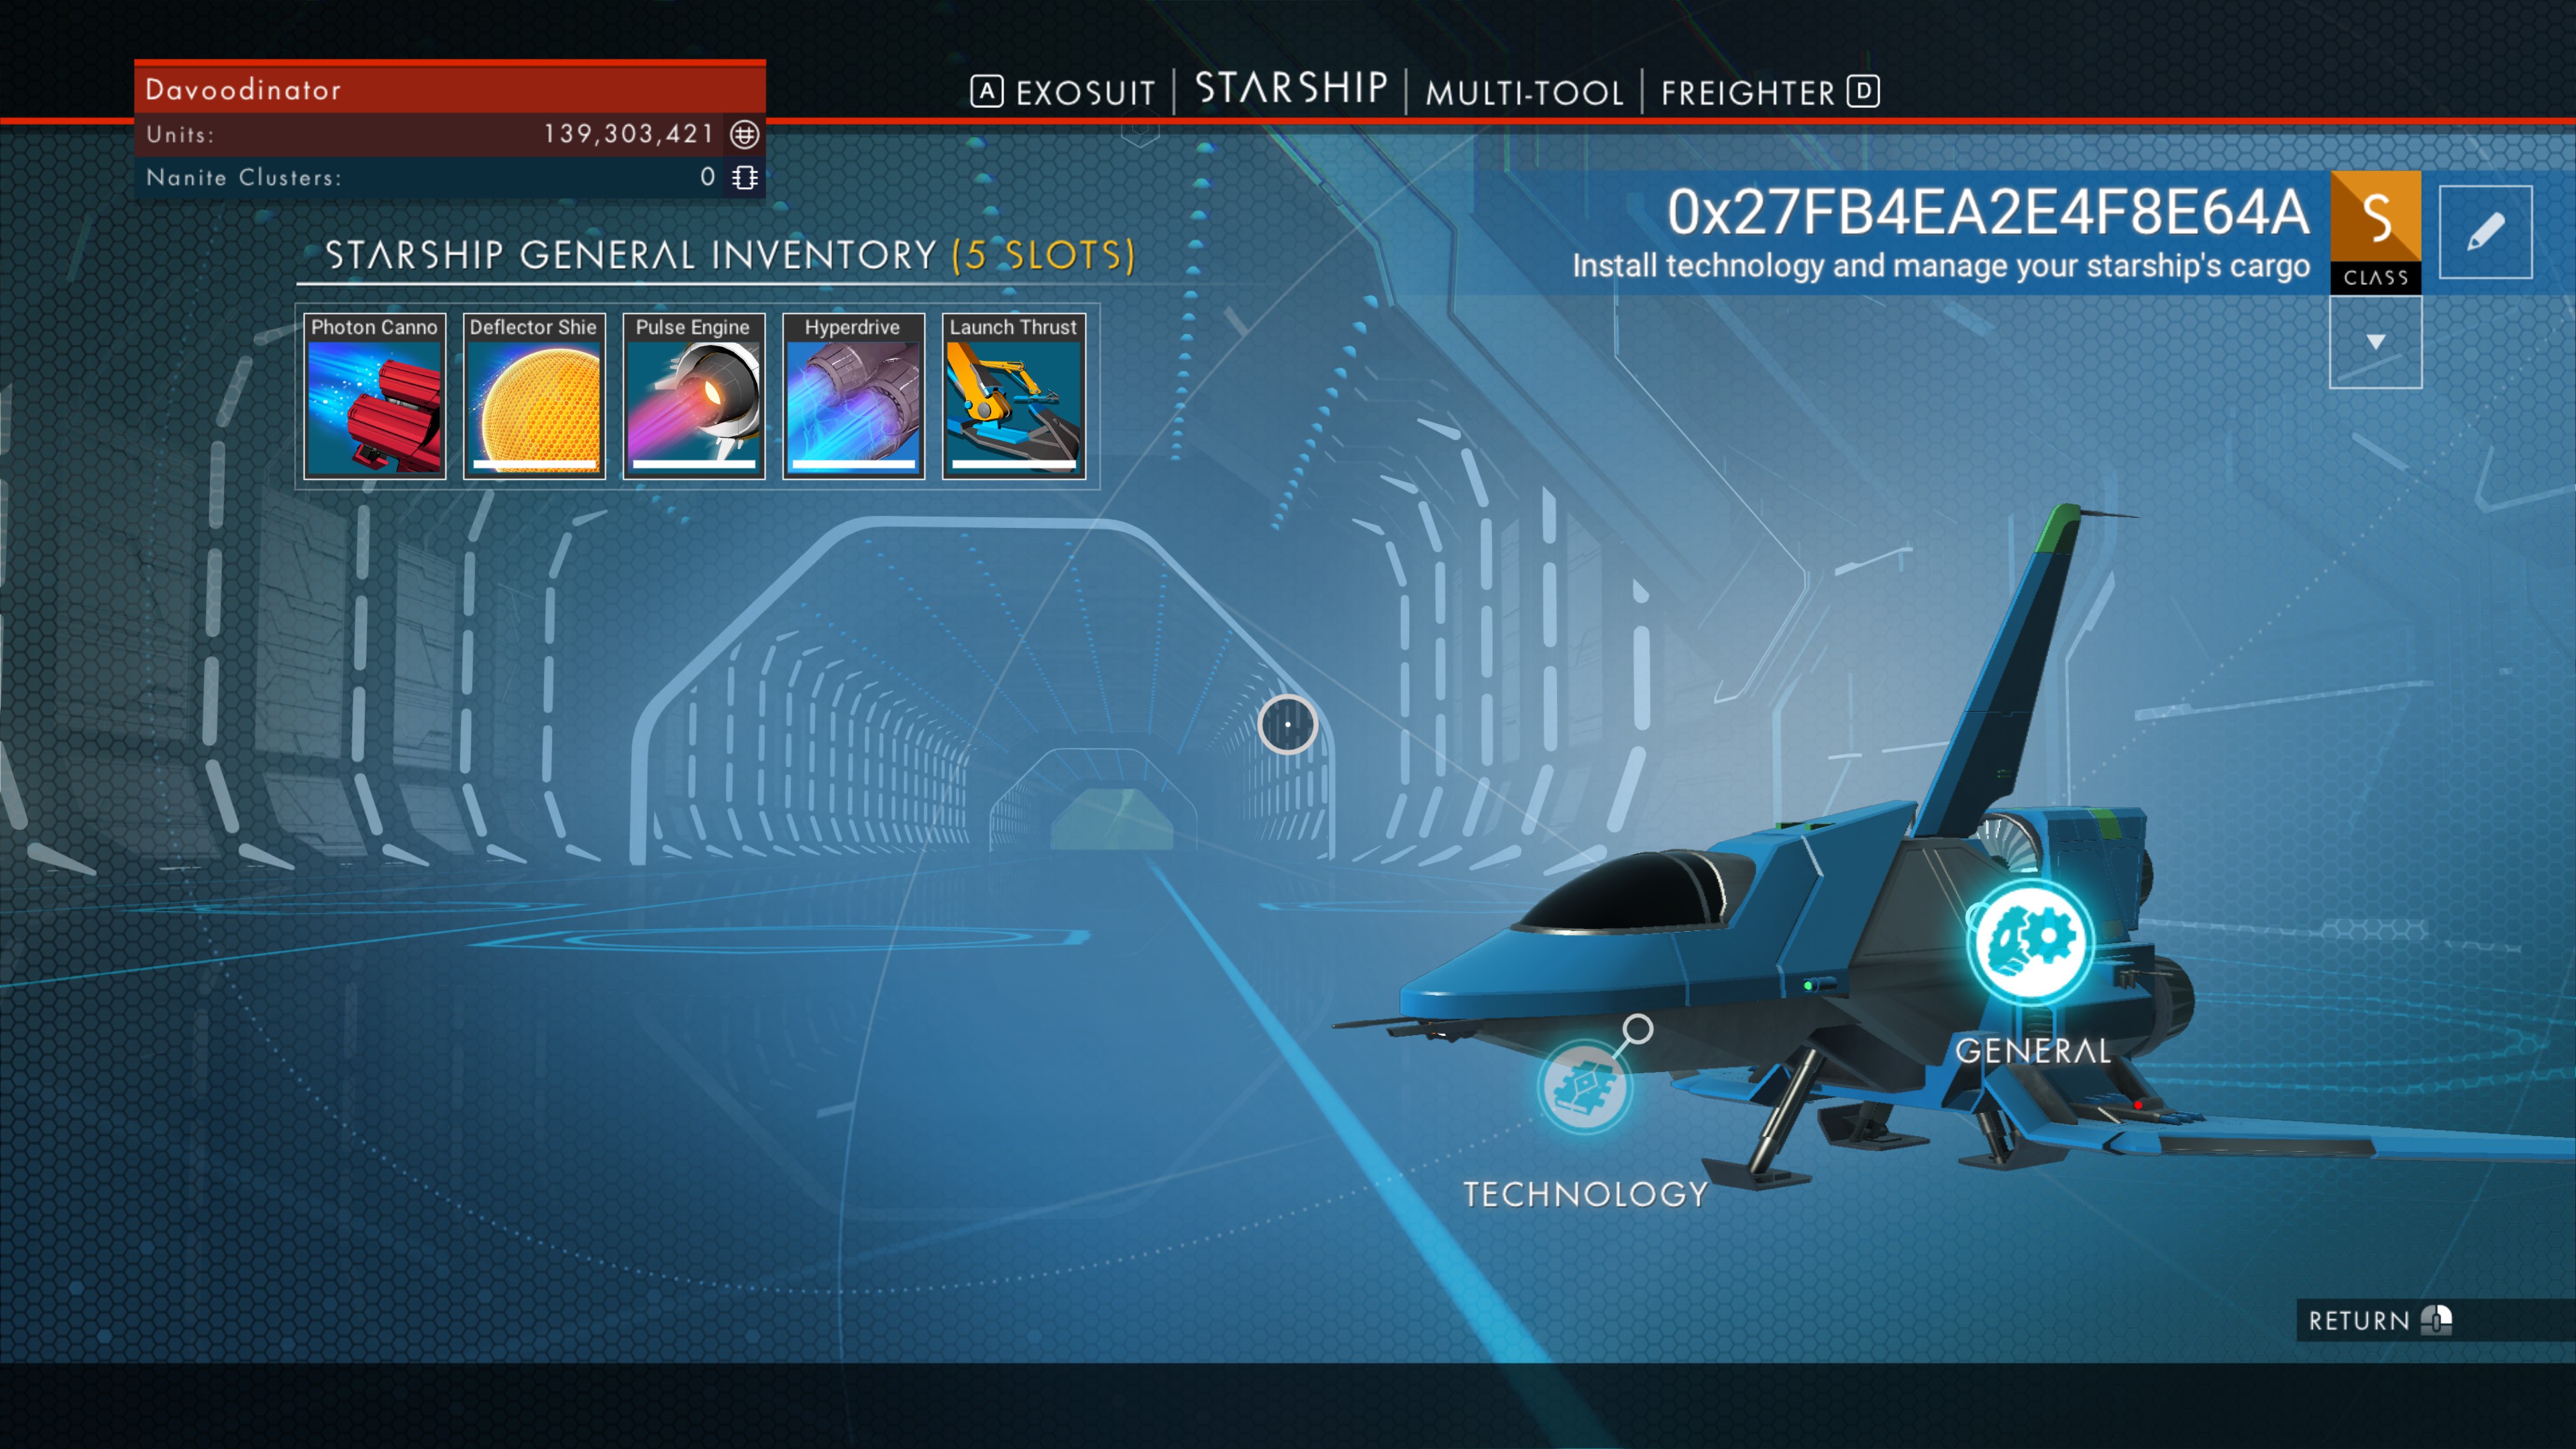 Davoodinator
Units: 139,303,421
Nanite Clusters: 0
A EXOSUIT STARSHIP MULTI-TOOL FREIGHTER D
0x27FB4EA2E4F8E64A
Install technology and manage your starship's cargo
S
CLASS
STARSHIP GENERAL INVENTORY (5 SLOTS)
Photon Canno Deflector Shie Pulse Engine Hyperdrive Launch Thrust
GENERAL
TECHNOLOGY
RETURN